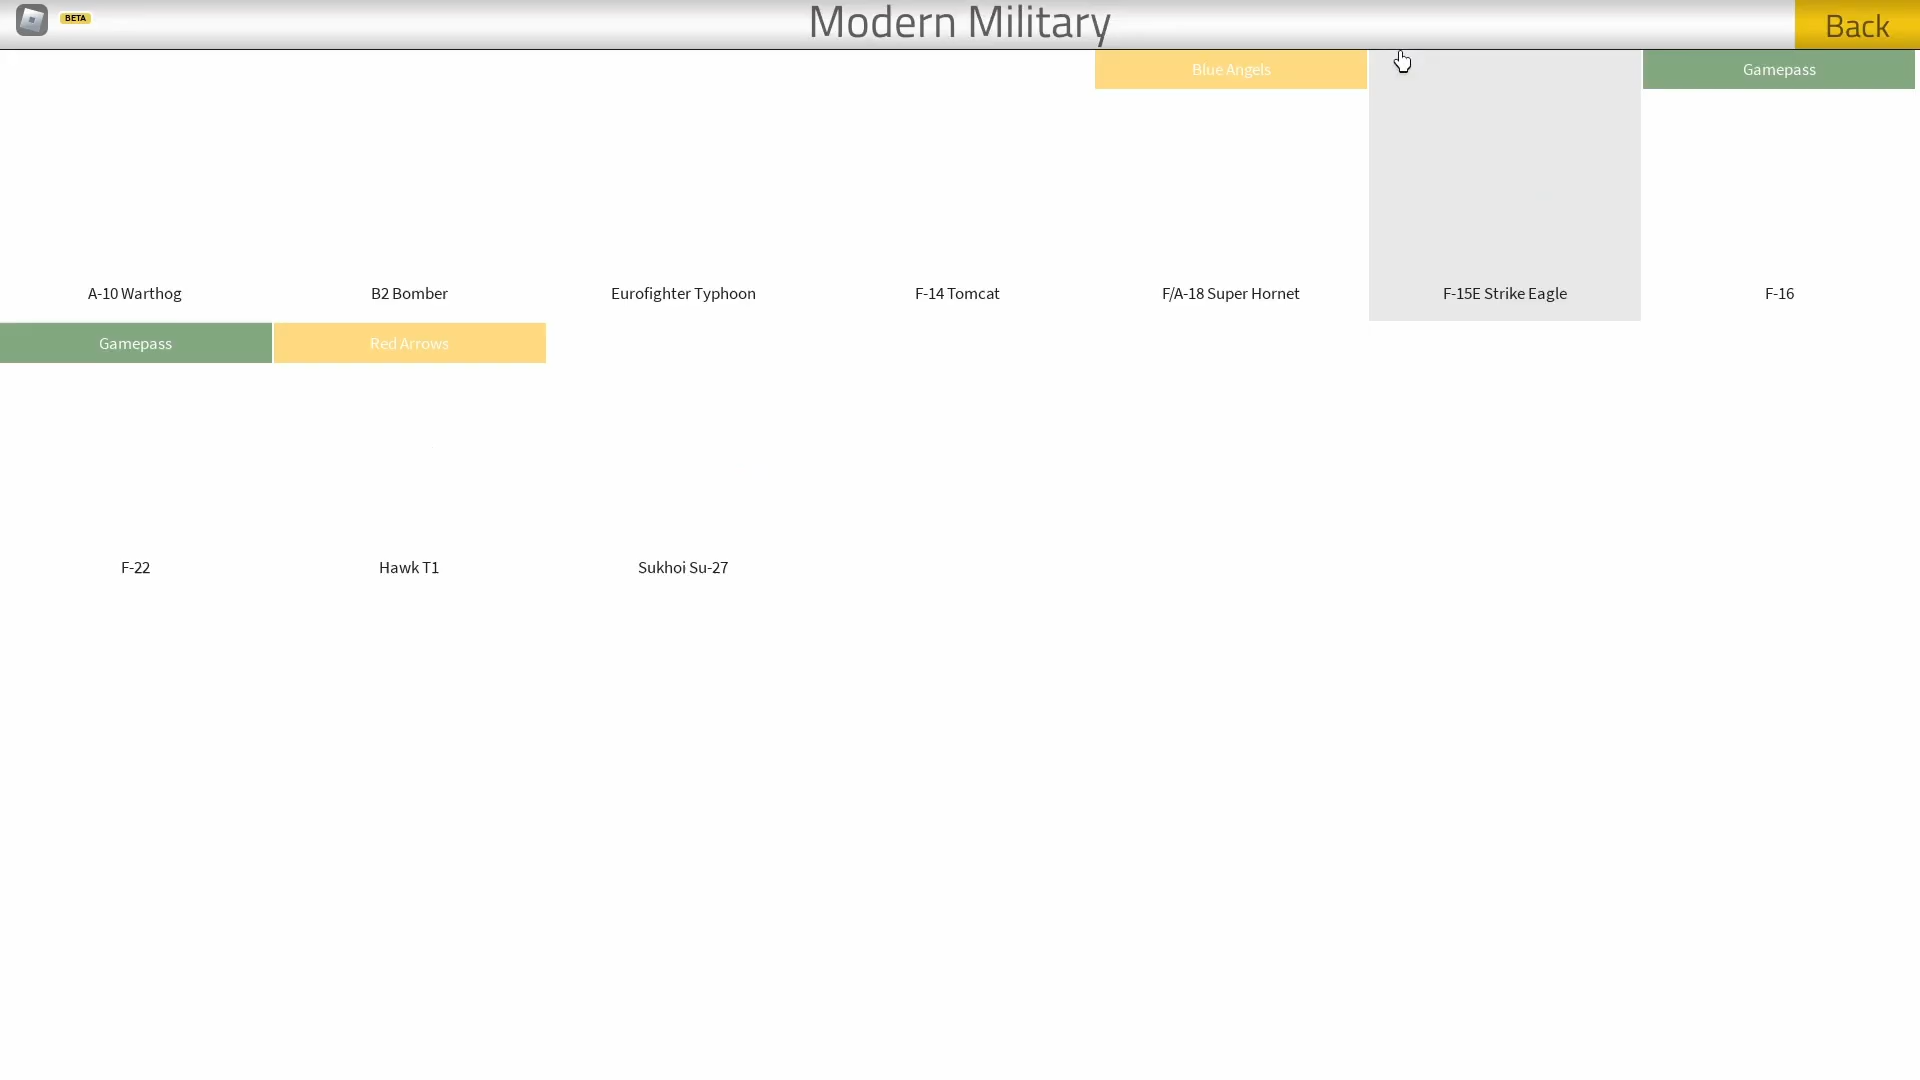 BETA
Modern Military
Back
Blue Angels
Gamepass
A-10 Warthog
B2 Bomber
Eurofighter Typhoon
F-14 Tomcat
F/A-18 Super Hornet
F-15E Strike Eagle
F-16
Gamepass
Red Arrows
F-22
Hawk T1
Sukhoi Su-27